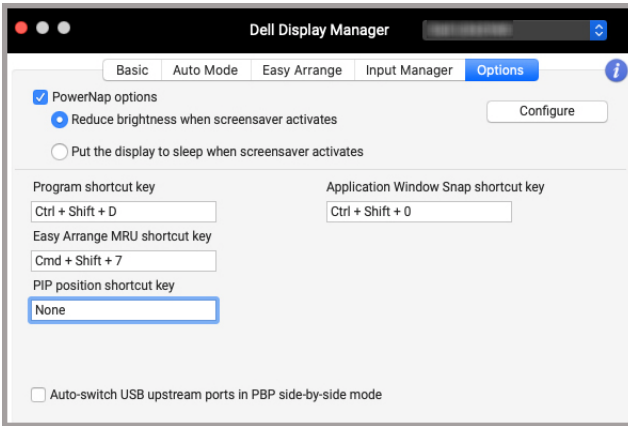 Dell Display Manager
Basic Auto Mode Easy Arrange Input Manager Options
i
PowerNap options
Configure
Reduce brightness when screensaver activates
Put the display to sleep when screensaver activates
Program shortcut key
Application Window Snap shortcut key
Ctrl + Shift + D
Ctrl + Shift + 0
Easy Arrange MRU shortcut key
Cmd + Shift + 7
PIP position shortcut key
None
Auto-switch USB upstream ports in PBP side-by-side mode